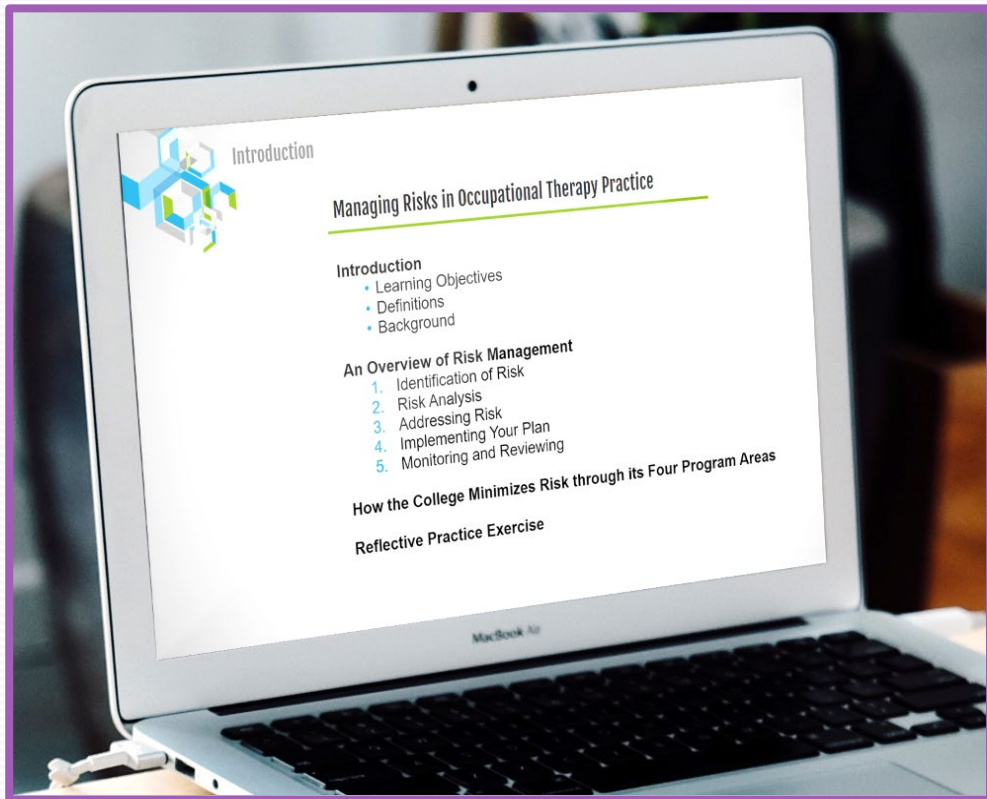 Introduction
Managing Risks in Occupational Therapy Practice
Introduction
• Learning Objectives
• Definitions
• Background
An Overview of Risk Management
1. Identification of Risk
2. Risk Analysis
3. Addressing Risk
4. Implementing Your Plan
5. Monitoring and Reviewing
How the College Minimizes Risk through its Four Program Areas
Reflective Practice Exercise
MacBook Air